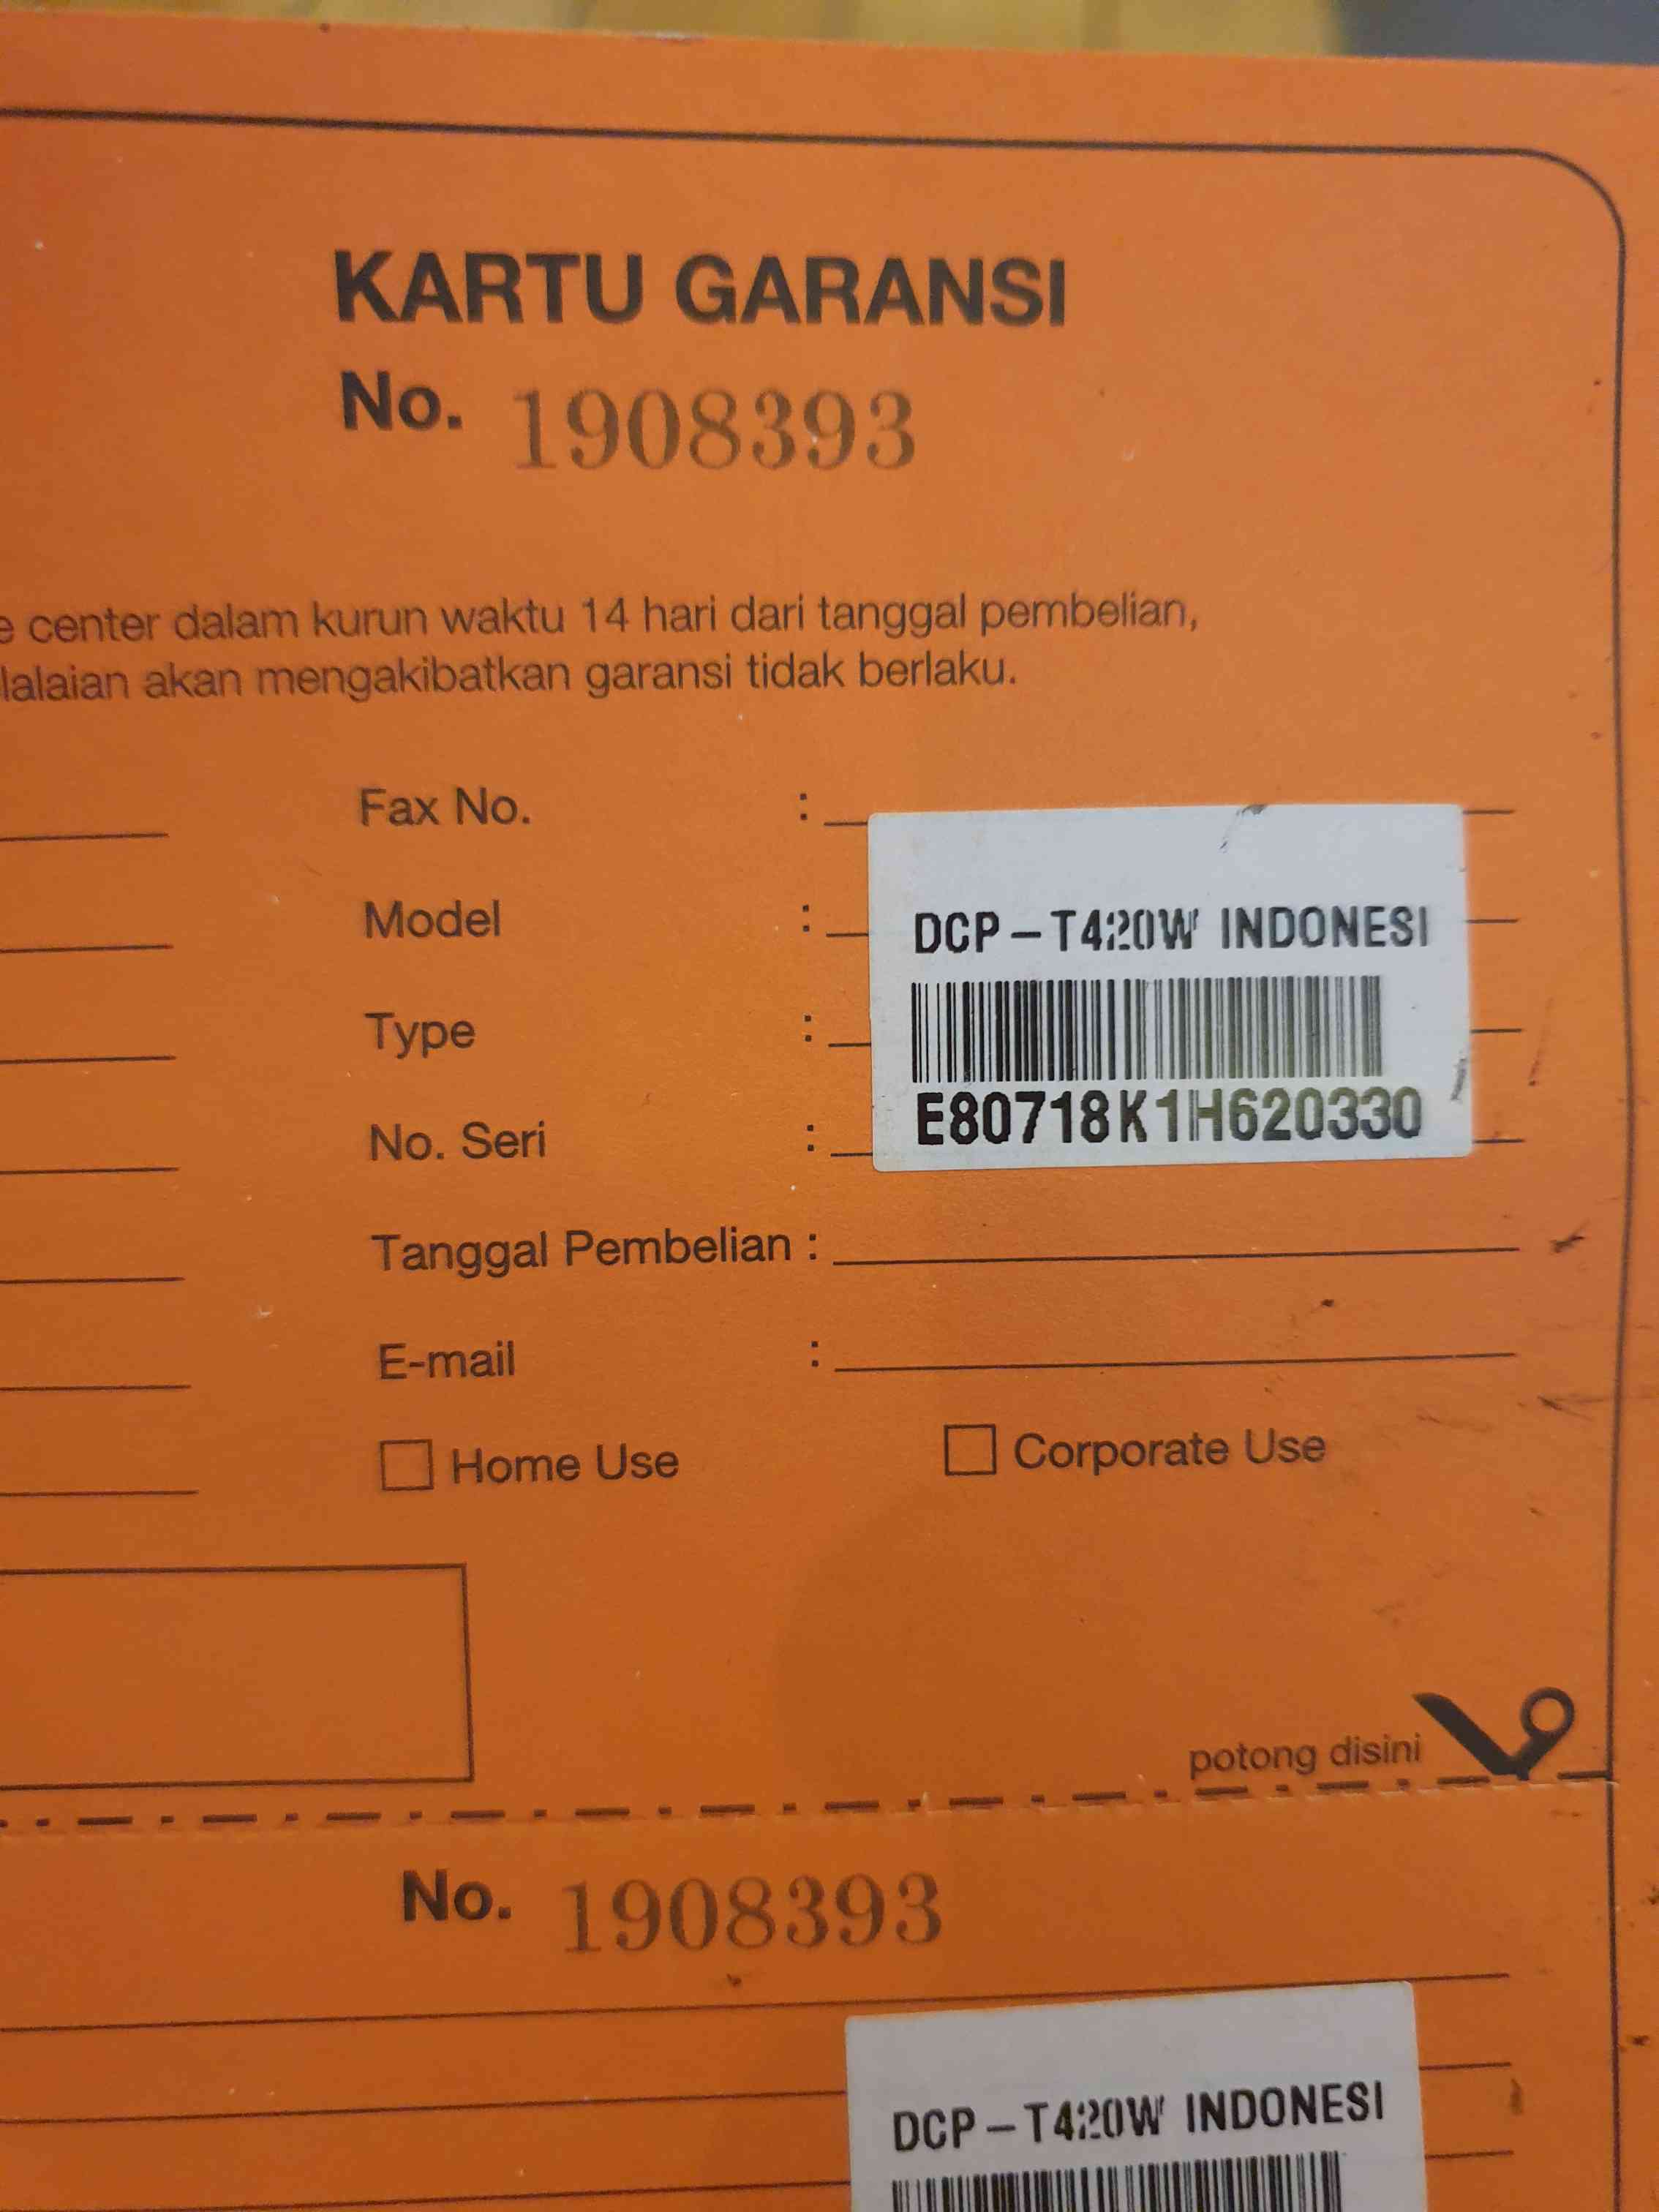 KARTU GARANSI
No. 1908393
e center dalam kurun waktu 14 hari dari tanggal pembelian,
lalaian akan mengakibatkan garansi tidak berlaku.
Fax No. :
Model :
DCP-T420W INDONESI
Type :
No. Seri :
E80718K1H620330
Tanggal Pembelian :
E-mail :
Home Use
Corporate Use
potong disini
No. 1908393
DCP-T420W INDONESI